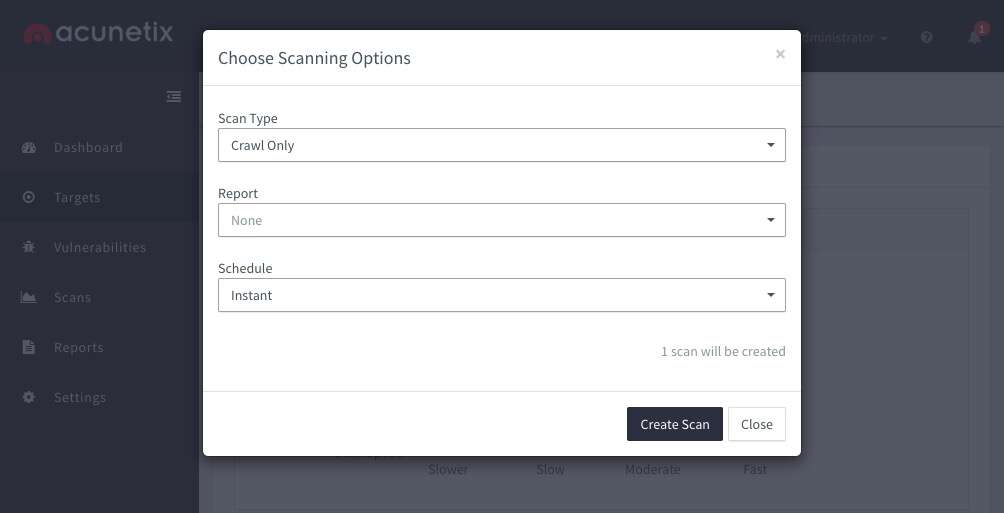 acunetix
ministrator
1
Choose Scanning Options
×
Dashboard
Targets
Vulnerabilities
Scans
Reports
Settings
Scan Type
Crawl Only
Report
None
Schedule
Instant
1 scan will be created
Create Scan
Close
Slower
Slow
Moderate
Fast